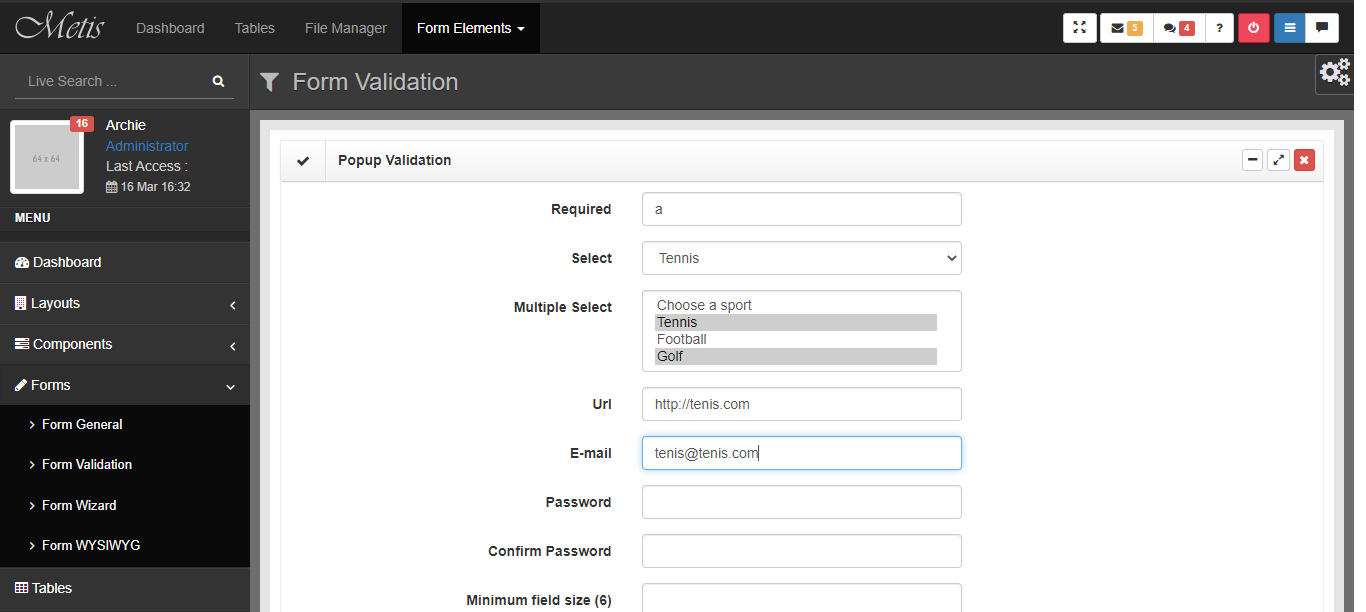 Metis
Dashboard
Tables
File Manager
Form Elements
5
4
?
Live Search ...
Form Validation
64 x 64
16
Archie
Administrator
Last Access :
16 Mar 16:32
MENU
Dashboard
Layouts
Components
Forms
Form General
Form Validation
Form Wizard
Form WYSIWYG
Tables
Popup Validation
Required
a
Select
Tennis
Multiple Select
Choose a sport
Tennis
Football
Golf
Url
http://tenis.com
E-mail
tenis@tenis.com
Password
Confirm Password
Minimum field size (6)